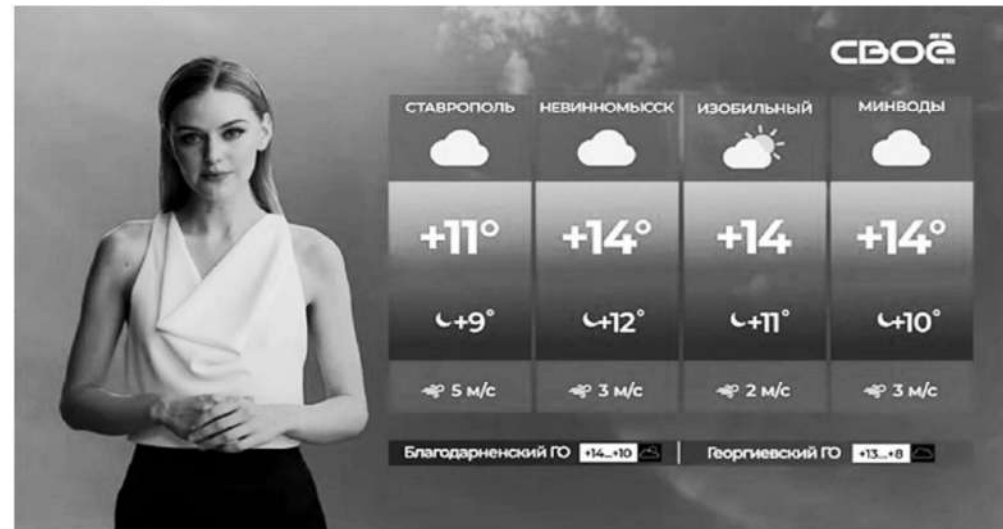 СВОЁ
СТАВРОПОЛЬ НЕВИННОМЫССК ИЗОБИЛЬНЫЙ МИНВОДЫ
+11° +14° +14 +14°
+9° +12° +11° +10°
5 м/с 3 м/с 2 м/с 3 м/с
Благодарненский ГО +14...+10 Георгиевский ГО +13...+8